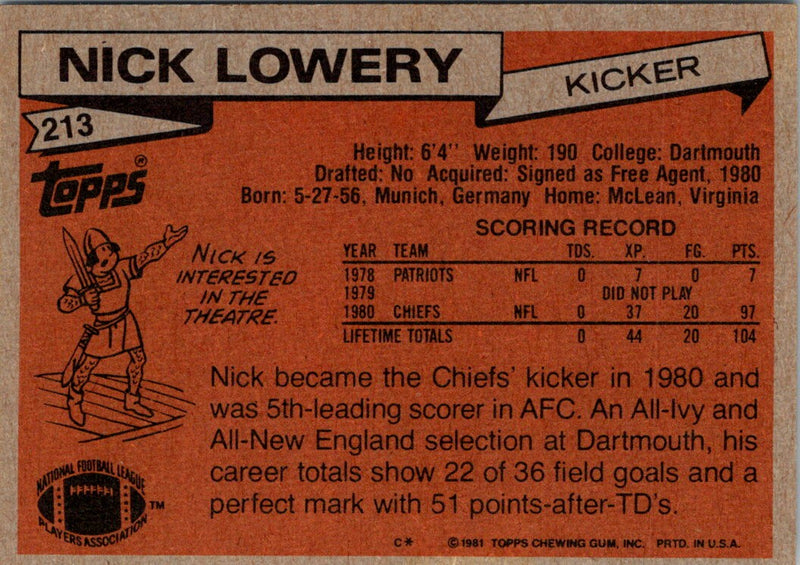 NICK LOWERY
KICKER
213
topps®
Height: 6'4" Weight: 190 College: Dartmouth
Drafted: No Acquired: Signed as Free Agent, 1980
Born: 5-27-56, Munich, Germany Home: McLean, Virginia
NICK IS
INTERESTED
IN THE
THEATRE.
SCORING RECORD
YEAR TEAM TDS. XP. FG. PTS.
1978 PATRIOTS NFL 0 7 0 7
1979 DID NOT PLAY
1980 CHIEFS NFL 0 37 20 97
LIFETIME TOTALS 0 44 20 104
Nick became the Chiefs' kicker in 1980 and
was 5th-leading scorer in AFC. An All-Ivy and
All-New England selection at Dartmouth, his
career totals show 22 of 36 field goals and a
perfect mark with 51 points-after-TD's.
NATIONAL FOOTBALL LEAGUE
PLAYERS ASSOCIATION
TM
C* ©1981 TOPPS CHEWING GUM, INC. PRTD. IN U.S.A.